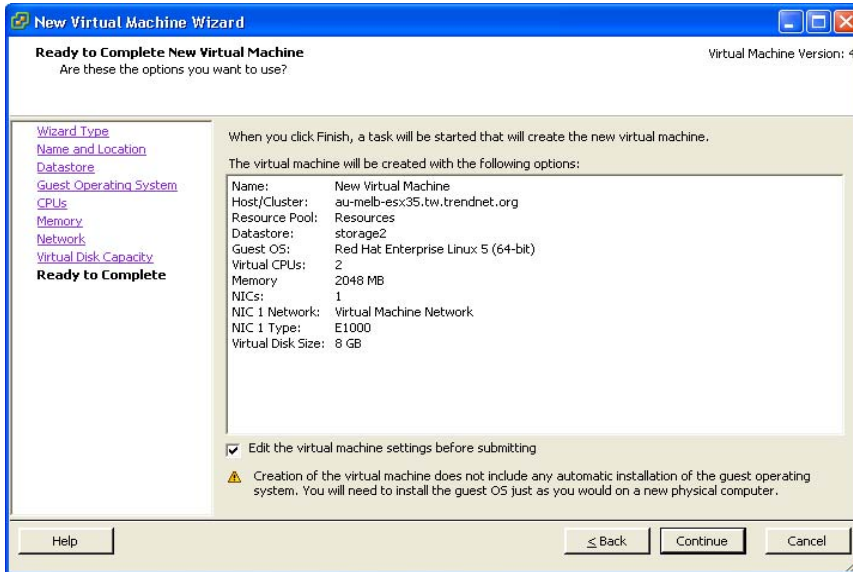 New Virtual Machine Wizard
Ready to Complete New Virtual Machine
Are these the options you want to use?
Virtual Machine Version: 4
Wizard Type
Name and Location
Datastore
Guest Operating System
CPUs
Memory
Network
Virtual Disk Capacity
Ready to Complete
When you click Finish, a task will be started that will create the new virtual machine.
The virtual machine will be created with the following options:
Name: New Virtual Machine
Host/Cluster: au-melb-esx35.tw.trendnet.org
Resource Pool: Resources
Datastore: storage2
Guest OS: Red Hat Enterprise Linux 5 (64-bit)
Virtual CPUs: 2
Memory 2048 MB
NICs: 1
NIC 1 Network: Virtual Machine Network
NIC 1 Type: E1000
Virtual Disk Size: 8 GB
Edit the virtual machine settings before submitting
Creation of the virtual machine does not include any automatic installation of the guest operating
system. You will need to install the guest OS just as you would on a new physical computer.
Help
< Back
Continue
Cancel